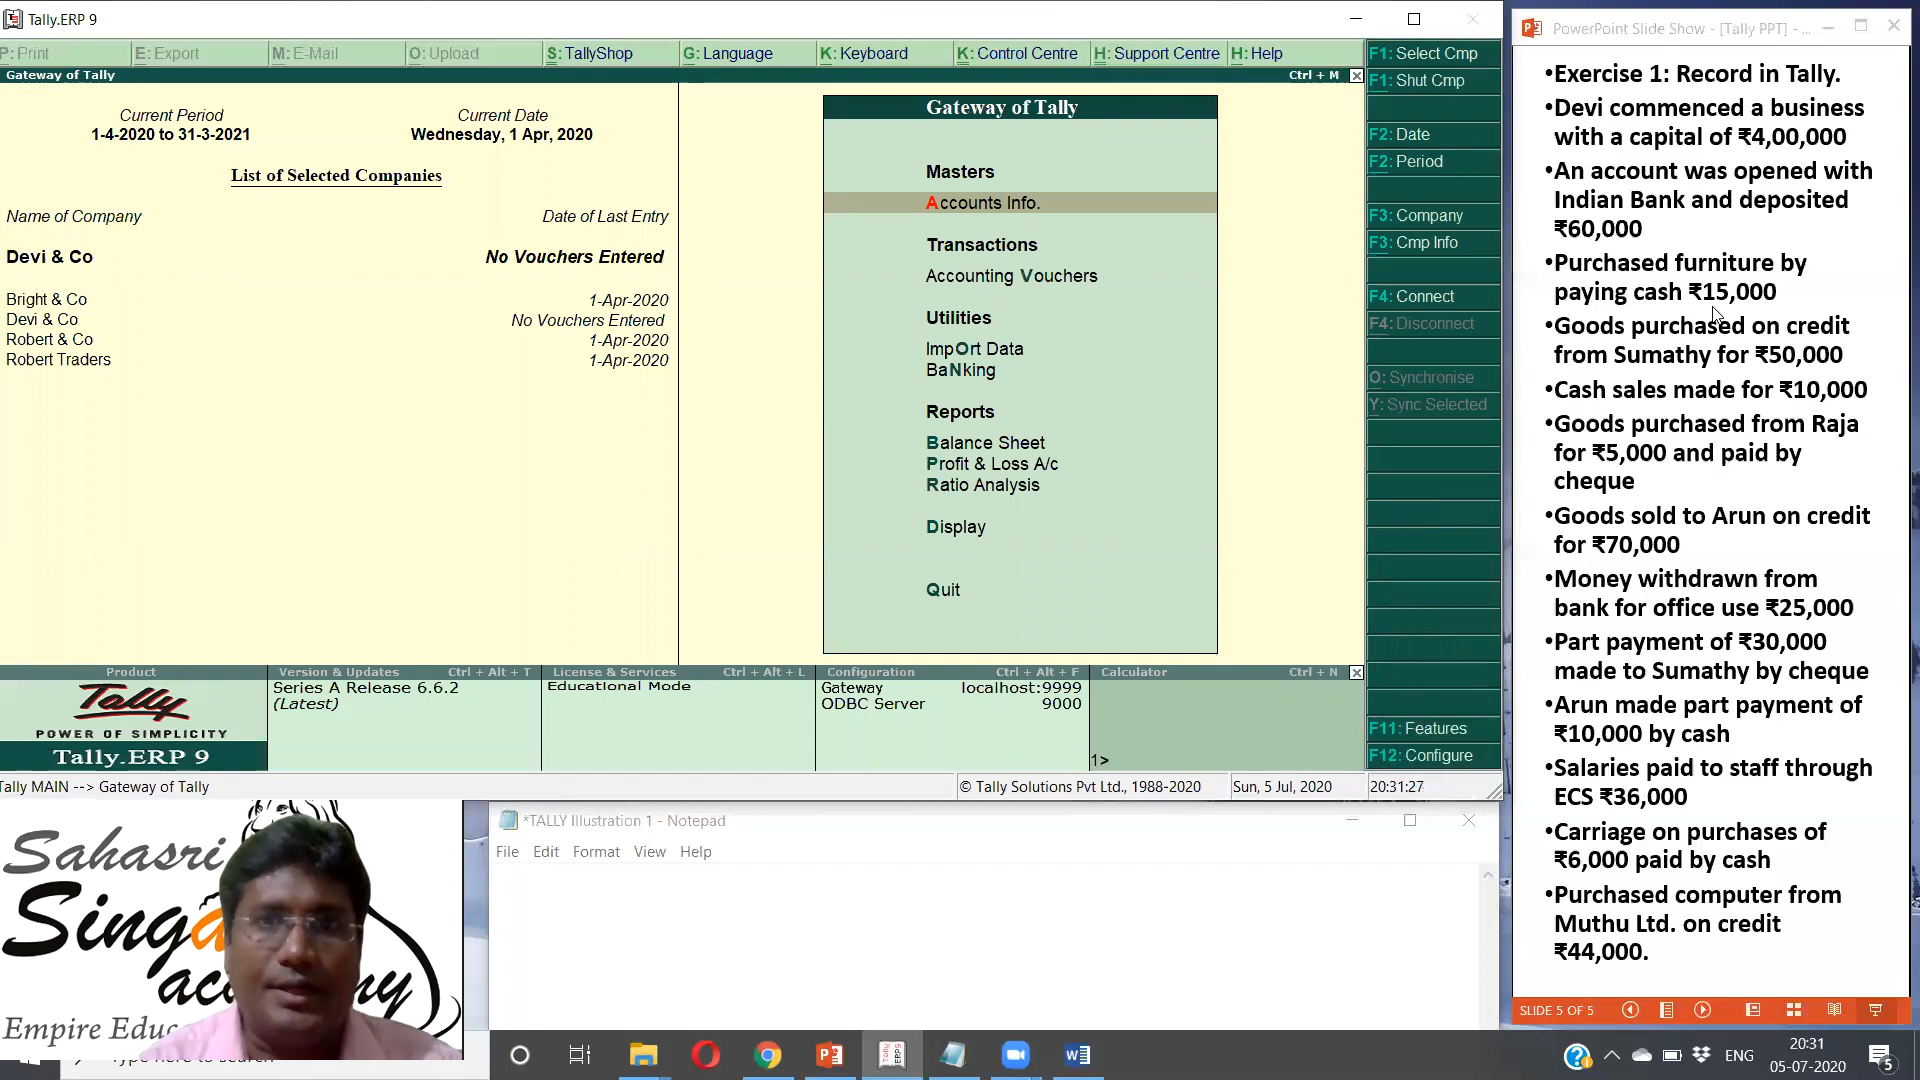 Tally.ERP 9
P: Print
E: Export
M: E-Mail
O: Upload
S: TallyShop
G: Language
K: Keyboard
K: Control Centre
H: Support Centre
H: Help
Gateway of Tally
Ctrl + M
Current Period
1-4-2020 to 31-3-2021
Current Date
Wednesday, 1 Apr, 2020
List of Selected Companies
Name of Company
Date of Last Entry
Devi & Co
No Vouchers Entered
Bright & Co
1-Apr-2020
Devi & Co
No Vouchers Entered
Robert & Co
1-Apr-2020
Robert Traders
1-Apr-2020
Gateway of Tally
Masters
Accounts Info.
Transactions
Accounting Vouchers
Utilities
ImpOrt Data
BaNking
Reports
Balance Sheet
Profit & Loss A/c
Ratio Analysis
Display
Quit
F1: Select Cmp
F1: Shut Cmp
F2: Date
F2: Period
F3: Company
F3: Cmp Info
F4: Connect
F4: Disconnect
O: Synchronise
Y: Sync Selected
F11: Features
F12: Configure
Product
Tally
POWER OF SIMPLICITY
Tally.ERP 9
Version & Updates
Ctrl + Alt + T
Series A Release 6.6.2
(Latest)
License & Services
Ctrl + Alt + L
Educational Mode
Configuration
Ctrl + Alt + F
Gateway
localhost:9999
ODBC Server
9000
Calculator
Ctrl + N
1>
Tally MAIN --> Gateway of Tally
© Tally Solutions Pvt Ltd., 1988-2020
Sun, 5 Jul, 2020
20:31:27
*TALLY Illustration 1 - Notepad
File
Edit
Format
View
Help
PowerPoint Slide Show - [Tally PPT] - ...
•Exercise 1: Record in Tally.
•Devi commenced a business
with a capital of ₹4,00,000
•An account was opened with
Indian Bank and deposited
₹60,000
•Purchased furniture by
paying cash ₹15,000
•Goods purchased on credit
from Sumathy for ₹50,000
•Cash sales made for ₹10,000
•Goods purchased from Raja
for ₹5,000 and paid by
cheque
•Goods sold to Arun on credit
for ₹70,000
•Money withdrawn from
bank for office use ₹25,000
•Part payment of ₹30,000
made to Sumathy by cheque
•Arun made part payment of
₹10,000 by cash
•Salaries paid to staff through
ECS ₹36,000
•Carriage on purchases of
₹6,000 paid by cash
•Purchased computer from
Muthu Ltd. on credit
₹44,000.
SLIDE 5 OF 5
ENG
20:31
05-07-2020
5